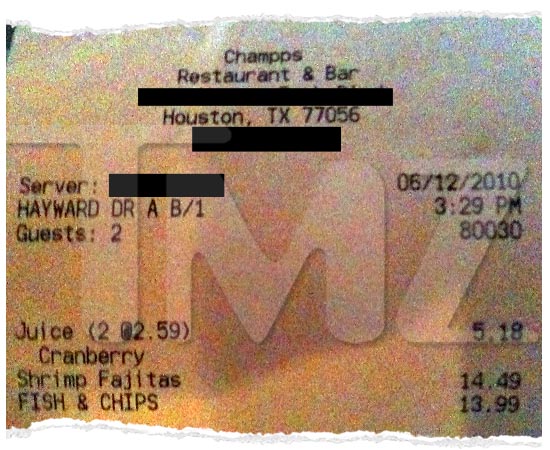 Champps
Restaurant & Bar
Houston, TX 77056
Server:
06/12/2010
HAYWARD DR A B/1
3:29 PM
Guests: 2
80030
TMZ
Juice (2 @2.59)
5.18
Cranberry
Shrimp Fajitas
14.49
FISH & CHIPS
13.99